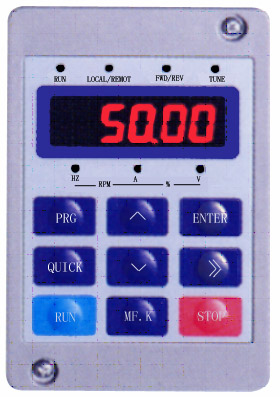 RUN LOCAL/REMOT FWD/REV TUNE
50.00
HZ A V
RPM %
PRG ENTER
QUICK
RUN MF.K STOP